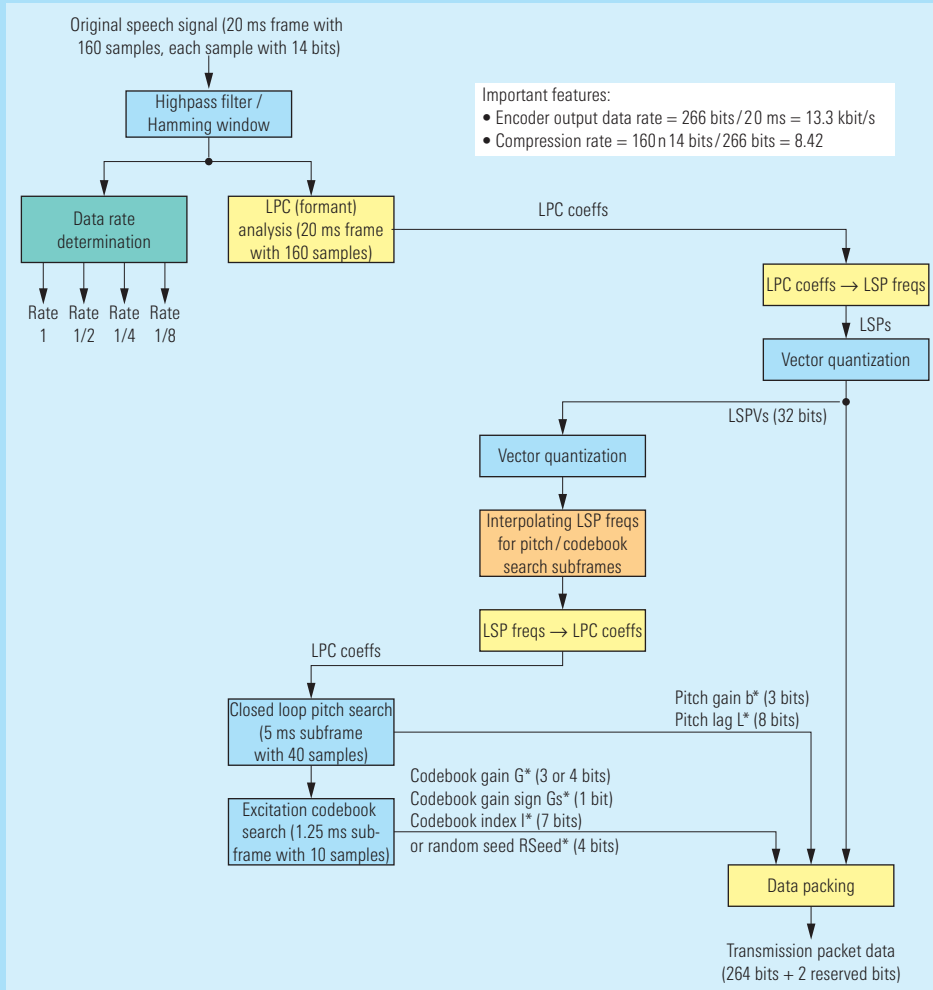 Original speech signal (20 ms frame with
160 samples, each sample with 14 bits)
Highpass filter /
Hamming window
Important features:
• Encoder output data rate = 266 bits/20 ms = 13.3 kbit/s
• Compression rate = 160 n 14 bits/266 bits = 8.42
Data rate
determination
LPC (formant)
analysis (20 ms frame
with 160 samples)
LPC coeffs
Rate
1
Rate
1/2
Rate
1/4
Rate
1/8
LPC coeffs → LSP freqs
LSPs
Vector quantization
LSPVs (32 bits)
Vector quantization
Interpolating LSP freqs
for pitch/codebook
search subframes
LSP freqs → LPC coeffs
LPC coeffs
Closed loop pitch search
(5 ms subframe
with 40 samples)
Pitch gain b* (3 bits)
Pitch lag L* (8 bits)
Excitation codebook
search (1.25 ms sub-
frame with 10 samples)
Codebook gain G* (3 or 4 bits)
Codebook gain sign Gs* (1 bit)
Codebook index I* (7 bits)
or random seed RSeed* (4 bits)
Data packing
Transmission packet data
(264 bits + 2 reserved bits)